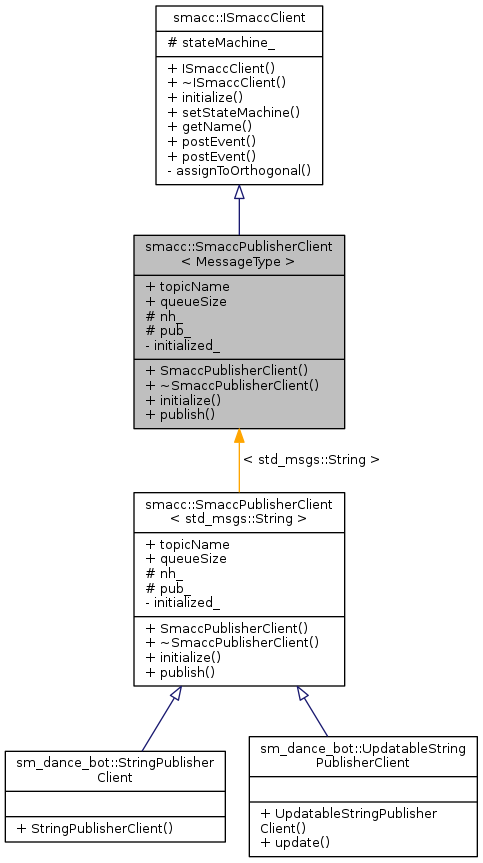 smacc::ISmaccClient
# stateMachine_
+ ISmaccClient()
+ ~ISmaccClient()
+ initialize()
+ setStateMachine()
+ getName()
+ postEvent()
+ postEvent()
- assignToOrthogonal()
smacc::SmaccPublisherClient
< MessageType >
+ topicName
+ queueSize
# nh_
# pub_
- initialized_
+ SmaccPublisherClient()
+ ~SmaccPublisherClient()
+ initialize()
+ publish()
< std_msgs::String >
smacc::SmaccPublisherClient
< std_msgs::String >
+ topicName
+ queueSize
# nh_
# pub_
- initialized_
+ SmaccPublisherClient()
+ ~SmaccPublisherClient()
+ initialize()
+ publish()
sm_dance_bot::StringPublisher
Client
+ StringPublisherClient()
sm_dance_bot::UpdatableString
PublisherClient
+ UpdatableStringPublisher
Client()
+ update()